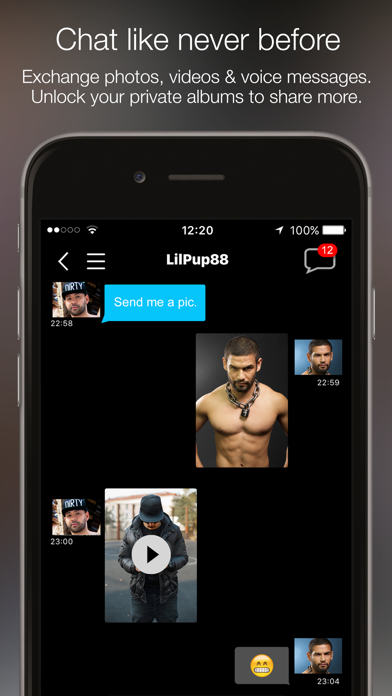 Chat like never before
Exchange photos, videos & voice messages.
Unlock your private albums to share more.
12:20
100%
LilPup88
12
DIRTY
Send me a pic.
22:58
22:59
DIRTY
23:00
23:04